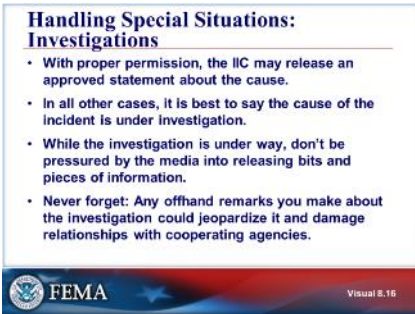 Handling Special Situations:
Investigations
• With proper permission, the IIC may release an
approved statement about the cause.
• In all other cases, it is best to say the cause of the
incident is under investigation.
• While the investigation is under way, don't be
pressured by the media into releasing bits and
pieces of information.
• Never forget: Any offhand remarks you make about
the investigation could jeopardize it and damage
relationships with cooperating agencies.
FEMA
Visual 8.16